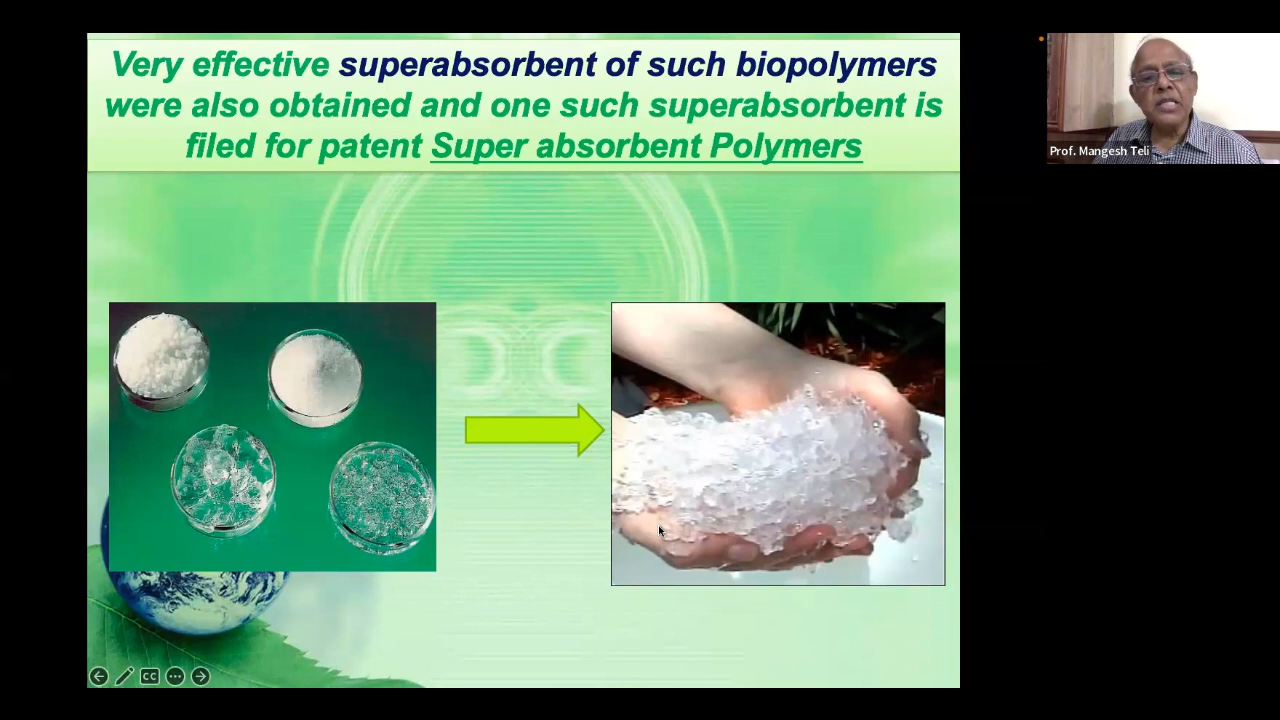 Very effective superabsorbent of such biopolymers
were also obtained and one such superabsorbent is
filed for patent Super absorbent Polymers
Prof. Mangesh Teli
CC